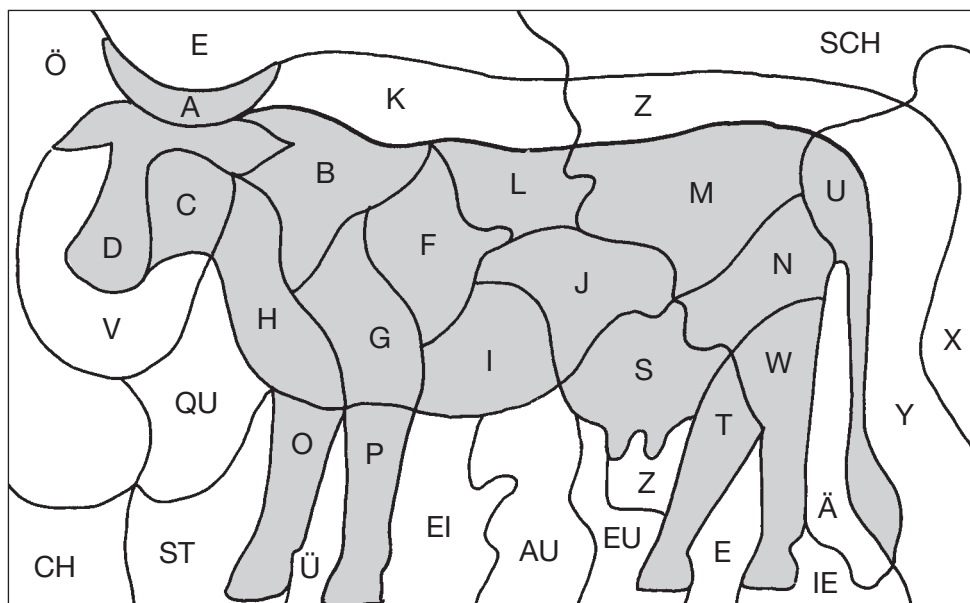 Ö E SCH
A K Z
B L M U
C
D F N
V H J
G I S W X
QU
O P T Y
Z
EI AU EU E Ä
CH ST Ü IE